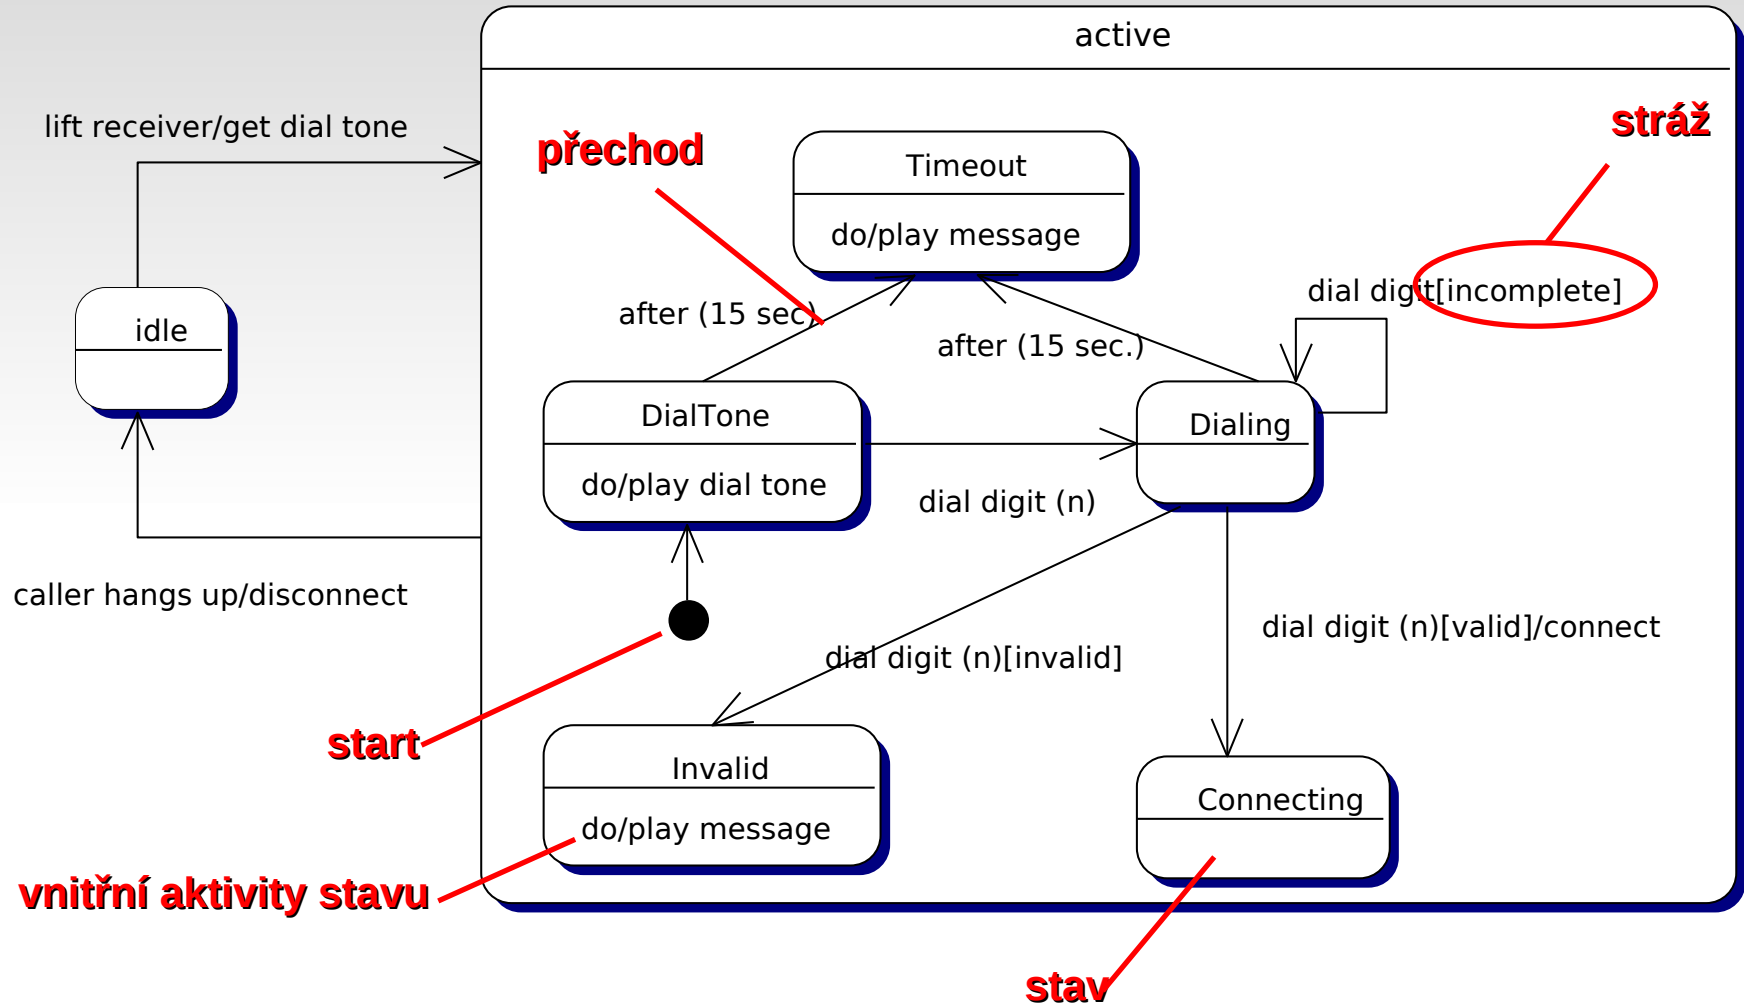 active
lift receiver/get dial tone
stráž
přechod
Timeout
do/play message
dial digit[incomplete]
after (15 sec)
after (15 sec.)
idle
DialTone
Dialing
do/play dial tone
dial digit (n)
caller hangs up/disconnect
dial digit (n)[valid]/connect
dial digit (n)[invalid]
start
Invalid
Connecting
do/play message
vnitřní aktivity stavu
stav